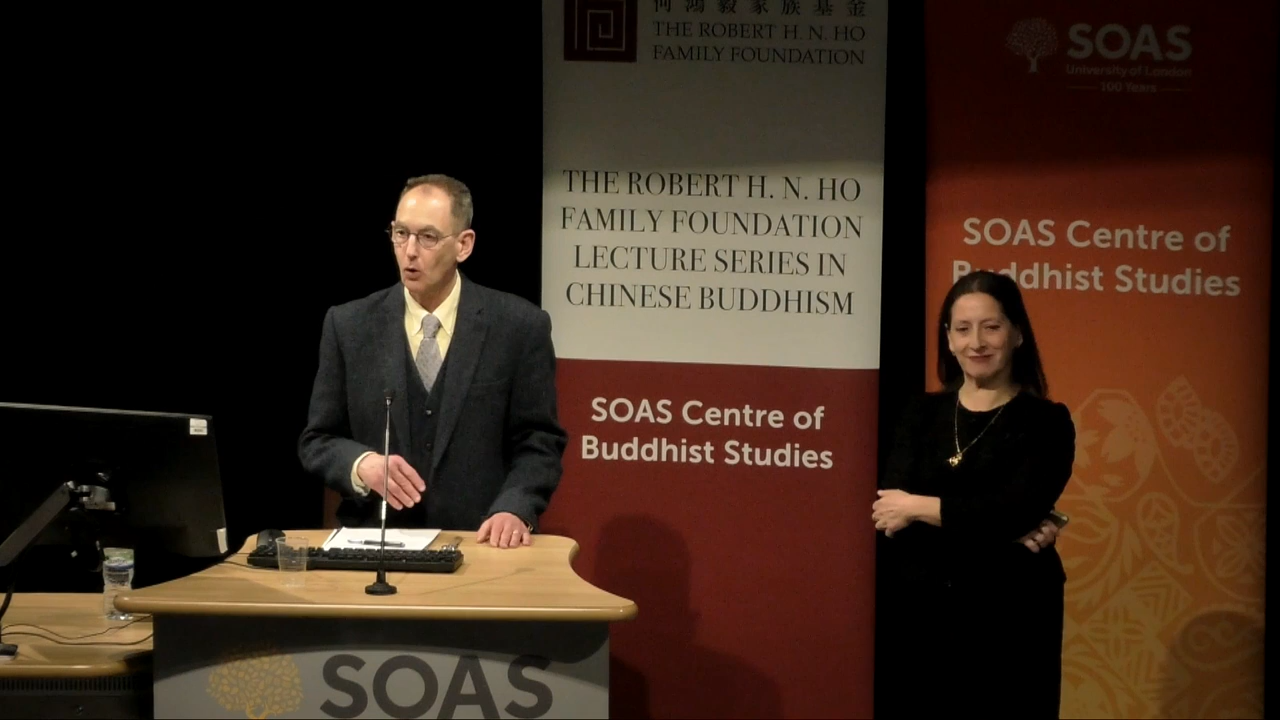 何鴻毅家族基金
THE ROBERT H. N. HO
FAMILY FOUNDATION
THE ROBERT H. N. HO
FAMILY FOUNDATION
LECTURE SERIES IN
CHINESE BUDDHISM
SOAS Centre of
Buddhist Studies
SOAS
University of London
100 Years
SOAS Centre of
Buddhist Studies
SOAS